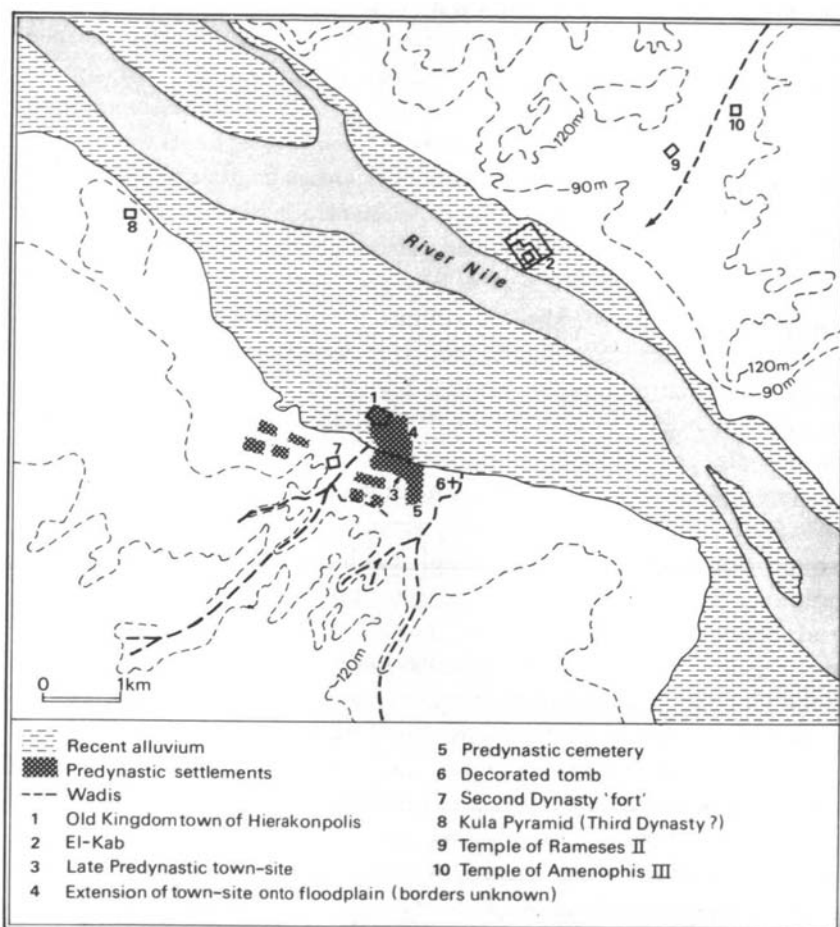 120m
10
9
90m
8
River Nile
2
120m
90m
1
4
7
6
3
5
120m
0 1km
Recent alluvium
Predynastic settlements
Wadis
1 Old Kingdom town of Hierakonpolis
2 El-Kab
3 Late Predynastic town-site
4 Extension of town-site onto floodplain (borders unknown)
5 Predynastic cemetery
6 Decorated tomb
7 Second Dynasty 'fort'
8 Kula Pyramid (Third Dynasty ?)
9 Temple of Rameses II
10 Temple of Amenophis III